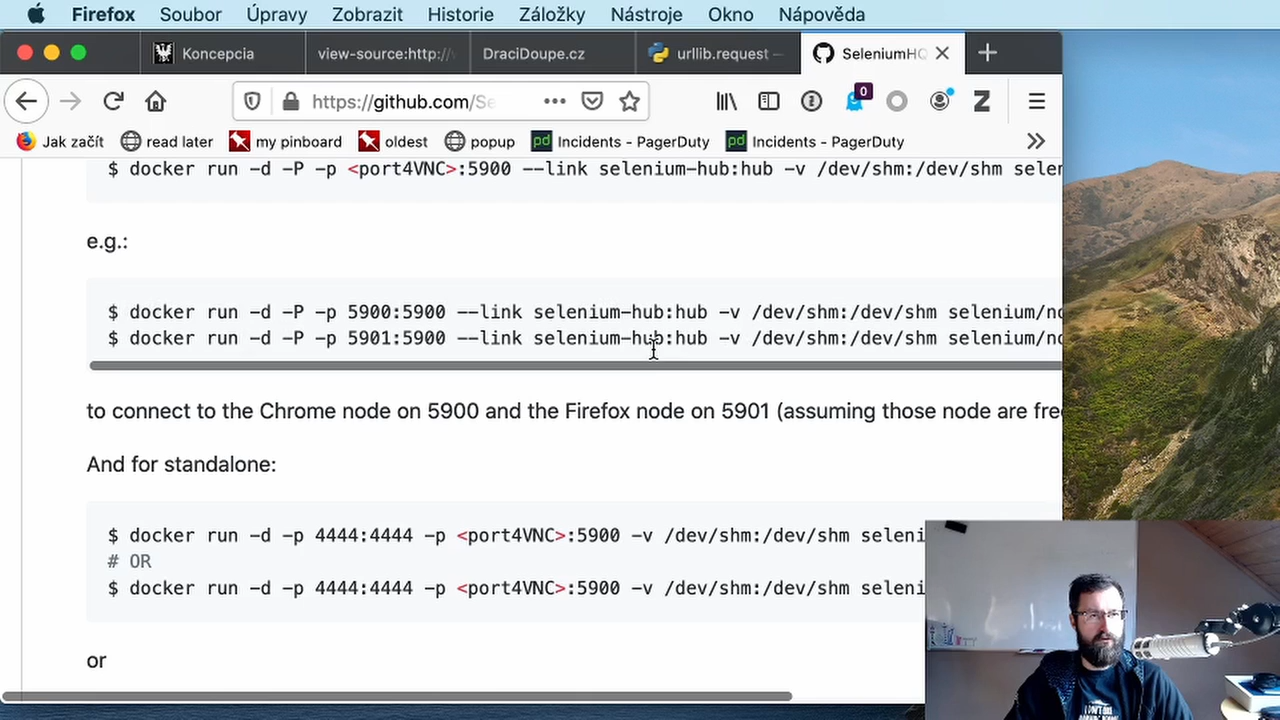 Firefox Soubor Úpravy Zobrazit Historie Záložky Nástroje Okno Nápověda
Koncepcia view-source:http:// DraciDoupe.cz urllib.request — SeleniumHQ
https://github.com/Se
0
Z
Jak začít read later my pinboard oldest popup pd Incidents - PagerDuty pd Incidents - PagerDuty
$ docker run -d -P -p <port4VNC>:5900 --link selenium-hub:hub -v /dev/shm:/dev/shm selen
e.g.:
$ docker run -d -P -p 5900:5900 --link selenium-hub:hub -v /dev/shm:/dev/shm selenium/no
$ docker run -d -P -p 5901:5900 --link selenium-hub:hub -v /dev/shm:/dev/shm selenium/no
to connect to the Chrome node on 5900 and the Firefox node on 5901 (assuming those node are free
And for standalone:
$ docker run -d -p 4444:4444 -p <port4VNC>:5900 -v /dev/shm:/dev/shm seleni
# OR
$ docker run -d -p 4444:4444 -p <port4VNC>:5900 -v /dev/shm:/dev/shm seleni
or